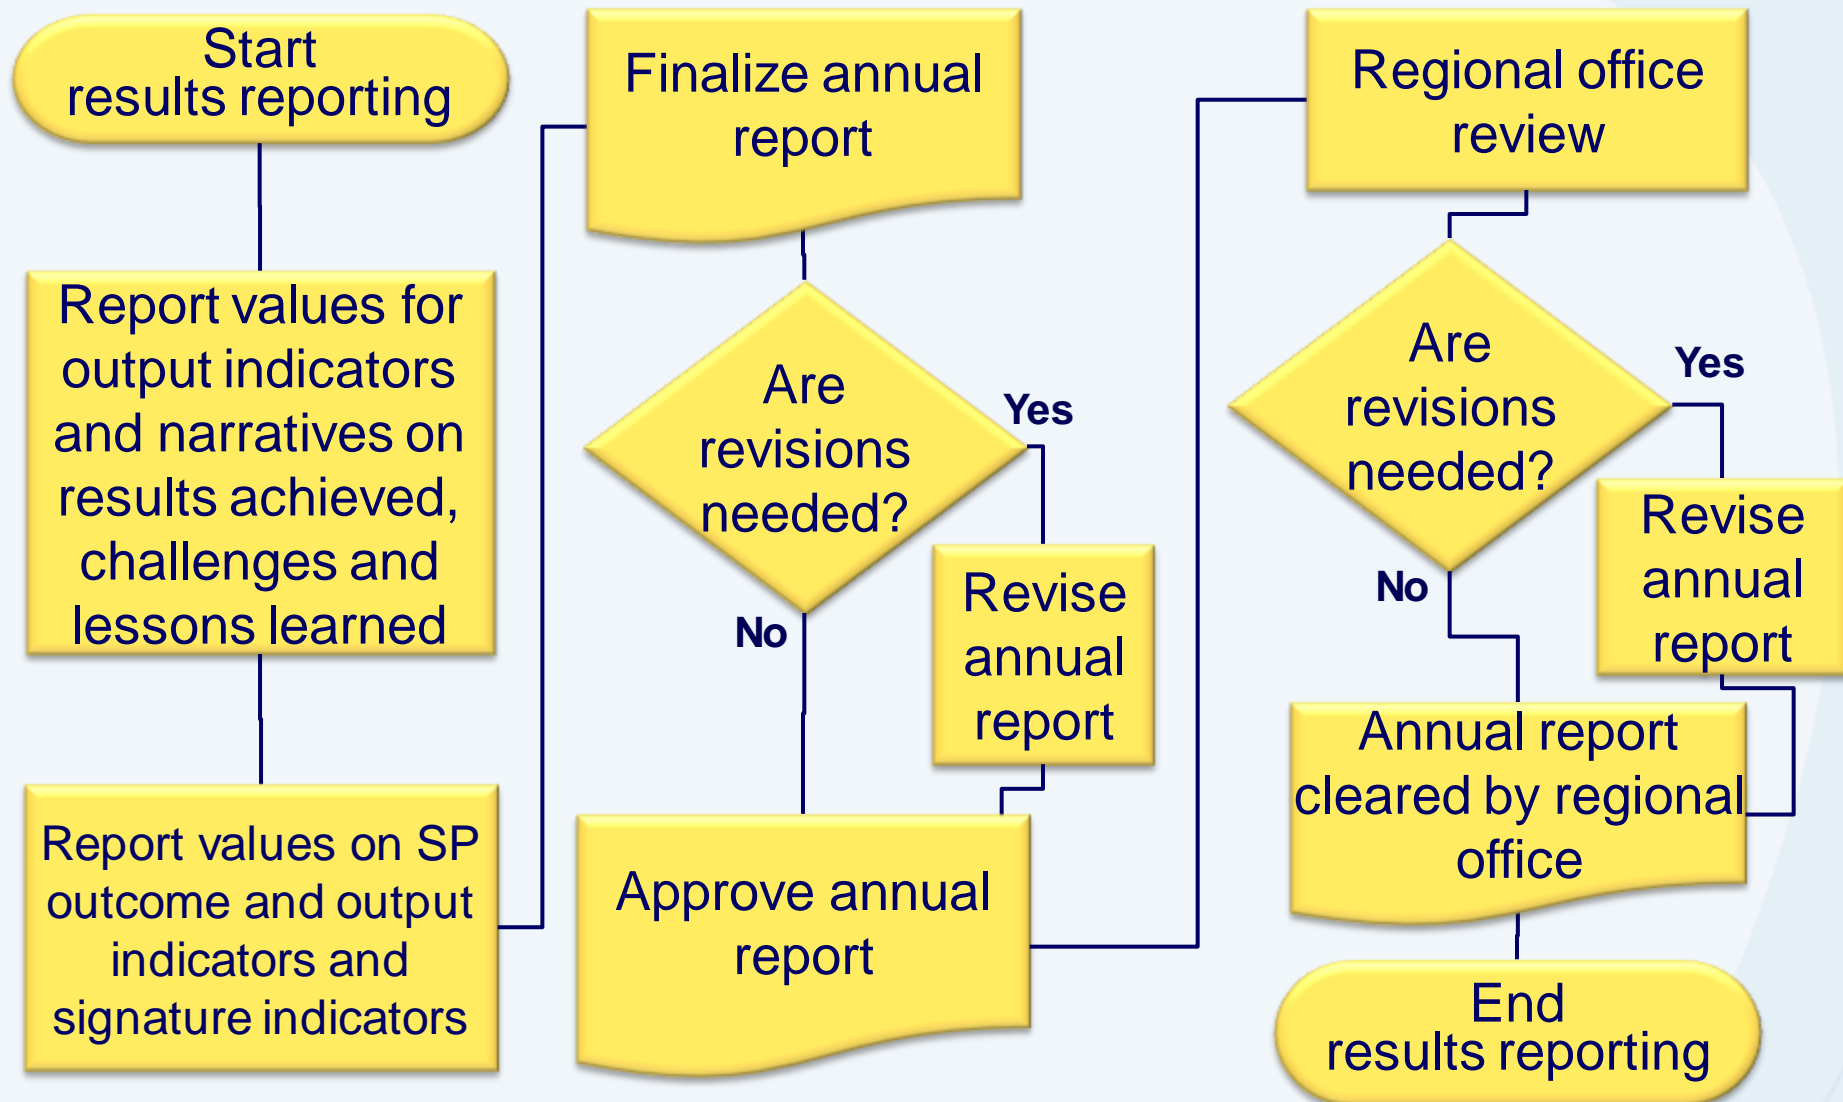 Start
results reporting
Report values for
output indicators
and narratives on
results achieved,
challenges and
lessons learned
Report values on SP
outcome and output
indicators and
signature indicators
Finalize annual
report
Are
revisions
needed?
Yes
No
Revise
annual
report
Approve annual
report
Regional office
review
Are
revisions
needed?
Yes
No
Revise
annual
report
Annual report
cleared by regional
office
End
results reporting